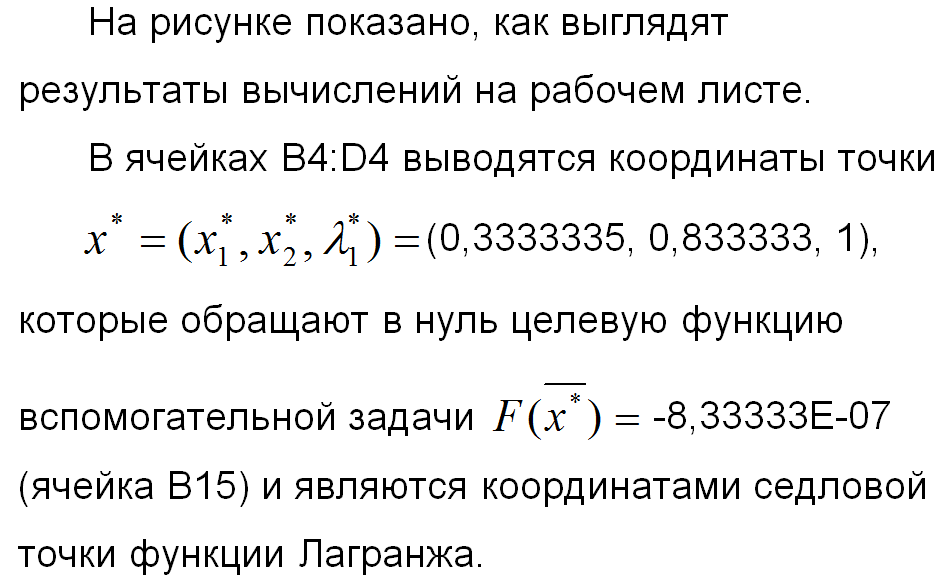 На рисунке показано, как выглядят
результаты вычислений на рабочем листе.
В ячейках B4:D4 выводятся координаты точки
x* = (x₁*, x₂*, λ₁*) = (0,3333335, 0,833333, 1),
которые обращают в нуль целевую функцию
вспомогательной задачи F(x̅*̅) = -8,33333E-07
(ячейка B15) и являются координатами седловой
точки функции Лагранжа.